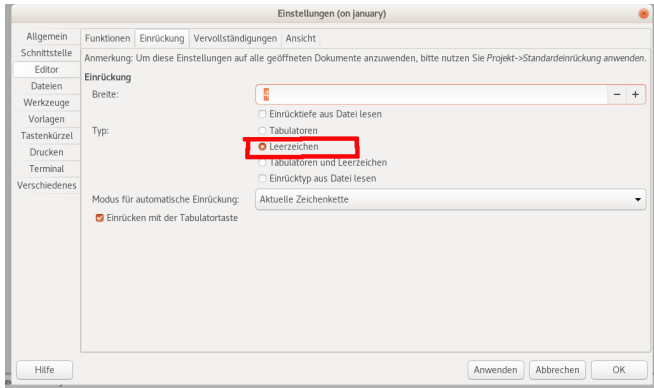 Einstellungen (on january)
Allgemein
Schnittstelle
Editor
Dateien
Werkzeuge
Vorlagen
Tastenkürzel
Drucken
Terminal
Verschiedenes
Funktionen Einrückung Vervollständigungen Ansicht
Anmerkung: Um diese Einstellungen auf alle geöffneten Dokumente anzuwenden, bitte nutzen Sie Projekt->Standardeinrückung anwenden.
Einrückung
Breite: 4 − +
Einrücktiefe aus Datei lesen
Typ: Tabulatoren
Leerzeichen
Tabulatoren und Leerzeichen
Einrücktyp aus Datei lesen
Modus für automatische Einrückung: Aktuelle Zeichenkette
Einrücken mit der Tabulatortaste
Hilfe Anwenden Abbrechen OK